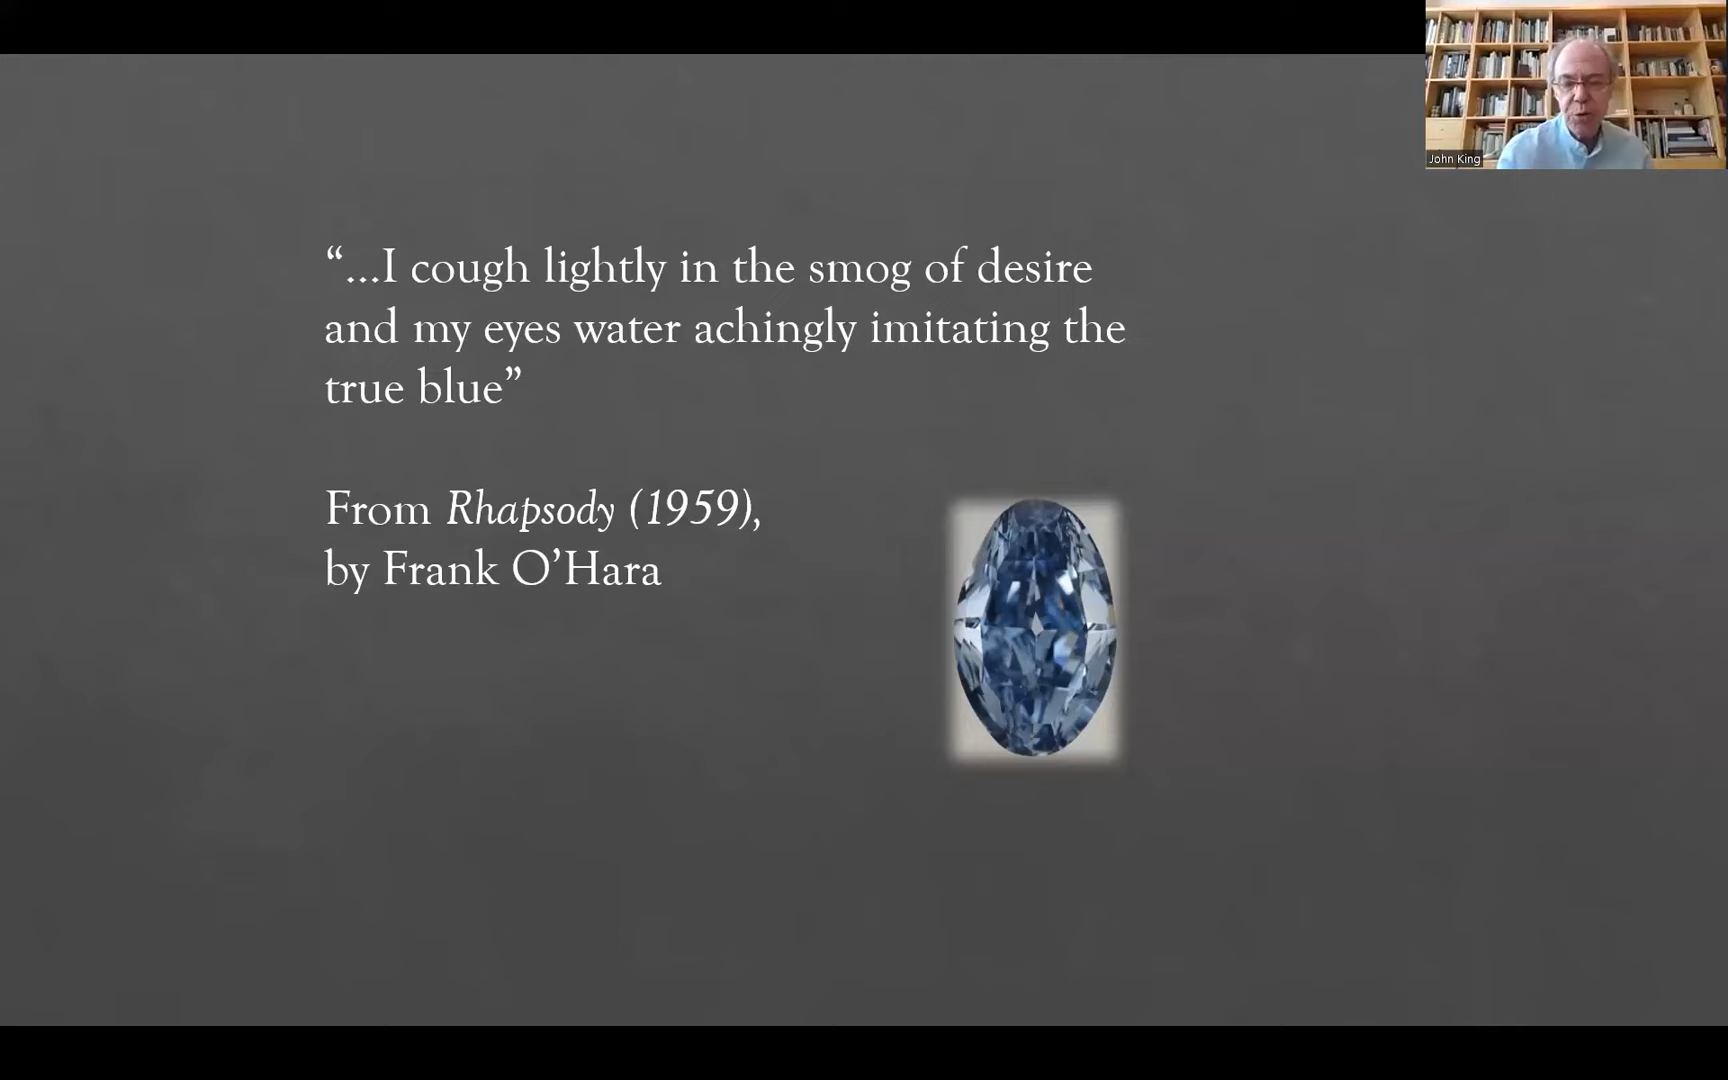 “...I cough lightly in the smog of desire
and my eyes water achingly imitating the
true blue”
From Rhapsody (1959),
by Frank O’Hara
John King